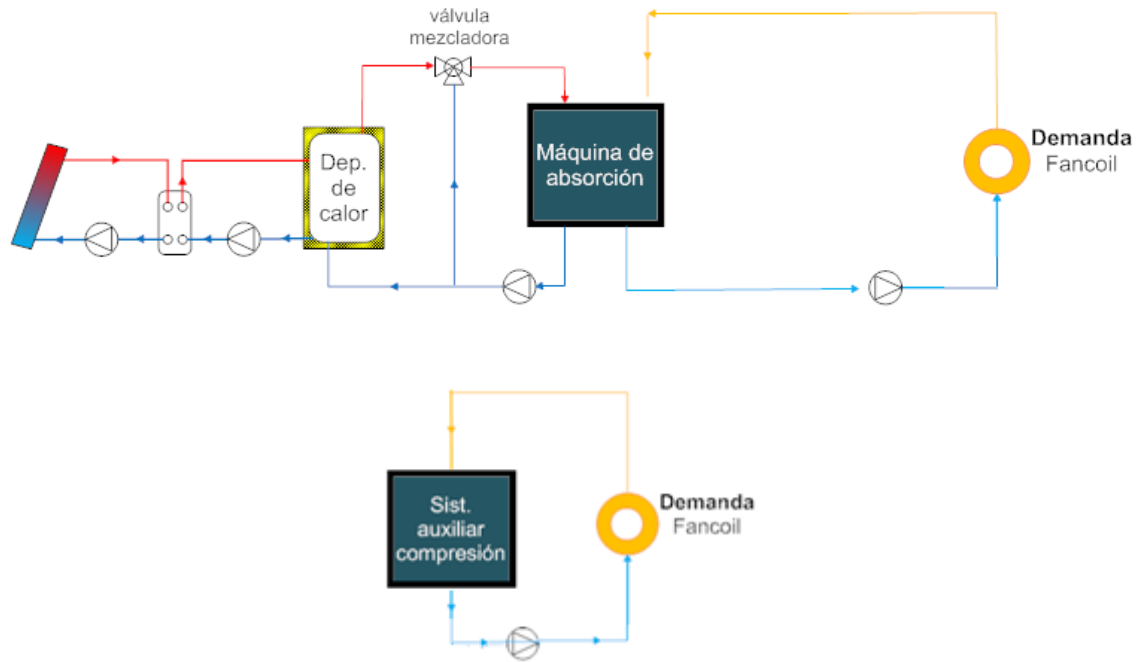 válvula
mezcladora
Dep.
de
calor
Máquina de
absorción
Demanda
Fancoil
Sist.
auxiliar
compresión
Demanda
Fancoil